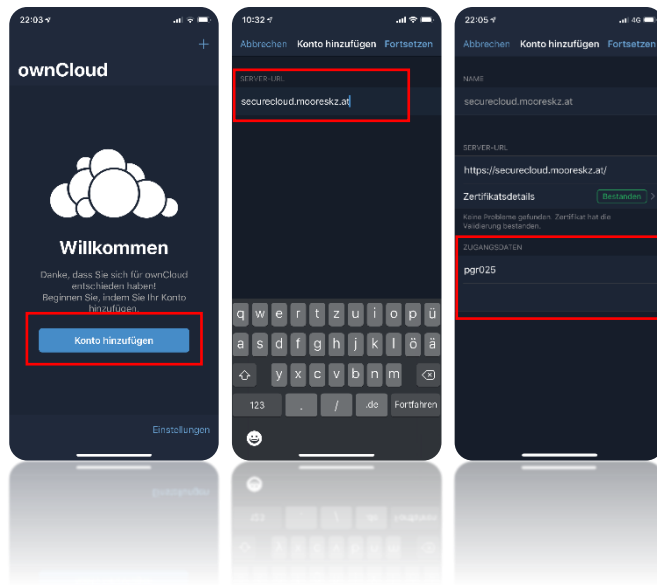 22:03
+
ownCloud
Willkommen
Danke, dass Sie sich für ownCloud
entschieden haben!
Beginnen Sie, indem Sie Ihr Konto
hinzufügen.
Konto hinzufügen
Einstellungen
10:32
Abbrechen Konto hinzufügen Fortsetzen
SERVER-URL
securecloud.mooreskz.at
q w e r t z u i o p ü
a s d f g h j k l ö ä
y x c v b n m
123 . / .de Fortfahren
22:05 4G
Abbrechen Konto hinzufügen Fortsetzen
NAME
securecloud.mooreskz.at
SERVER-URL
https://securecloud.mooreskz.at/
Zertifikatsdetails Bestanden >
Keine Probleme gefunden. Zertifikat hat die
Validierung bestanden.
ZUGANGSDATEN
pgr025